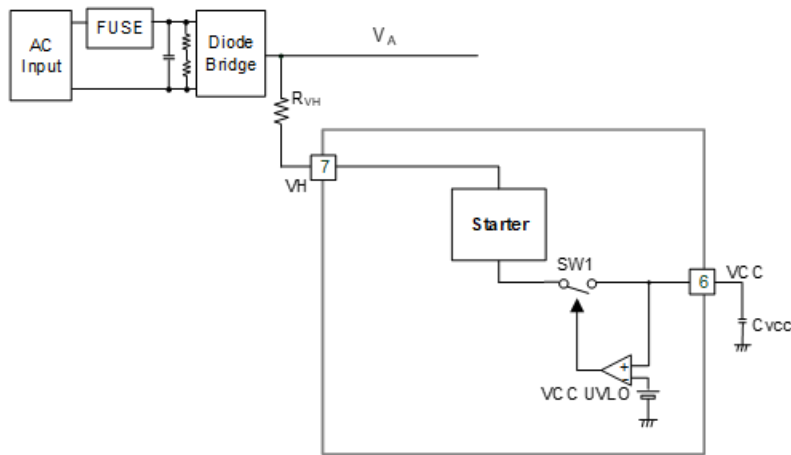 FUSE
AC
Input
Diode
Bridge
VA
RVH
7
VH
Starter
SW1
6
VCC
Cvcc
+
-
VCC UVLO